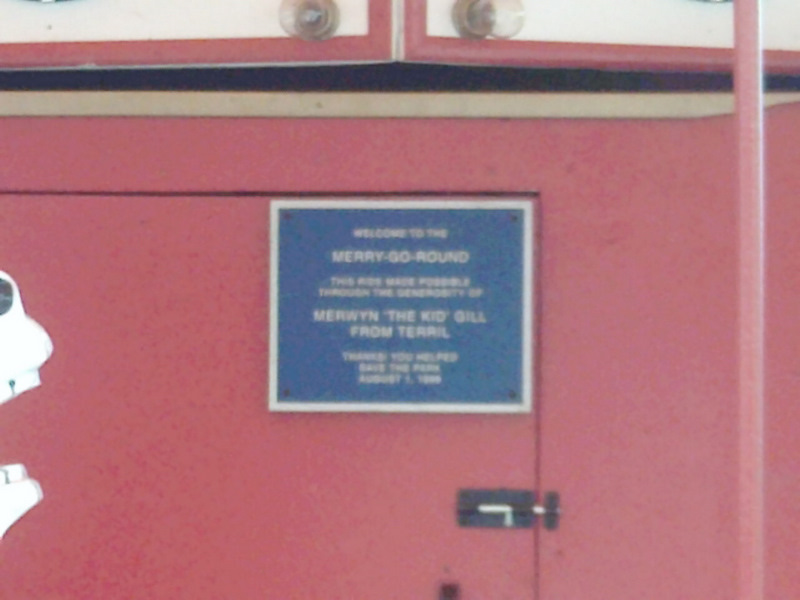 WELCOME TO THE
MERRY-GO-ROUND
THIS RIDE MADE POSSIBLE
THROUGH THE GENEROSITY OF
MERWYN 'THE KID' GILL
FROM TERRIL
THANKS! YOU HELPED
SAVE THE PARK
AUGUST 1,